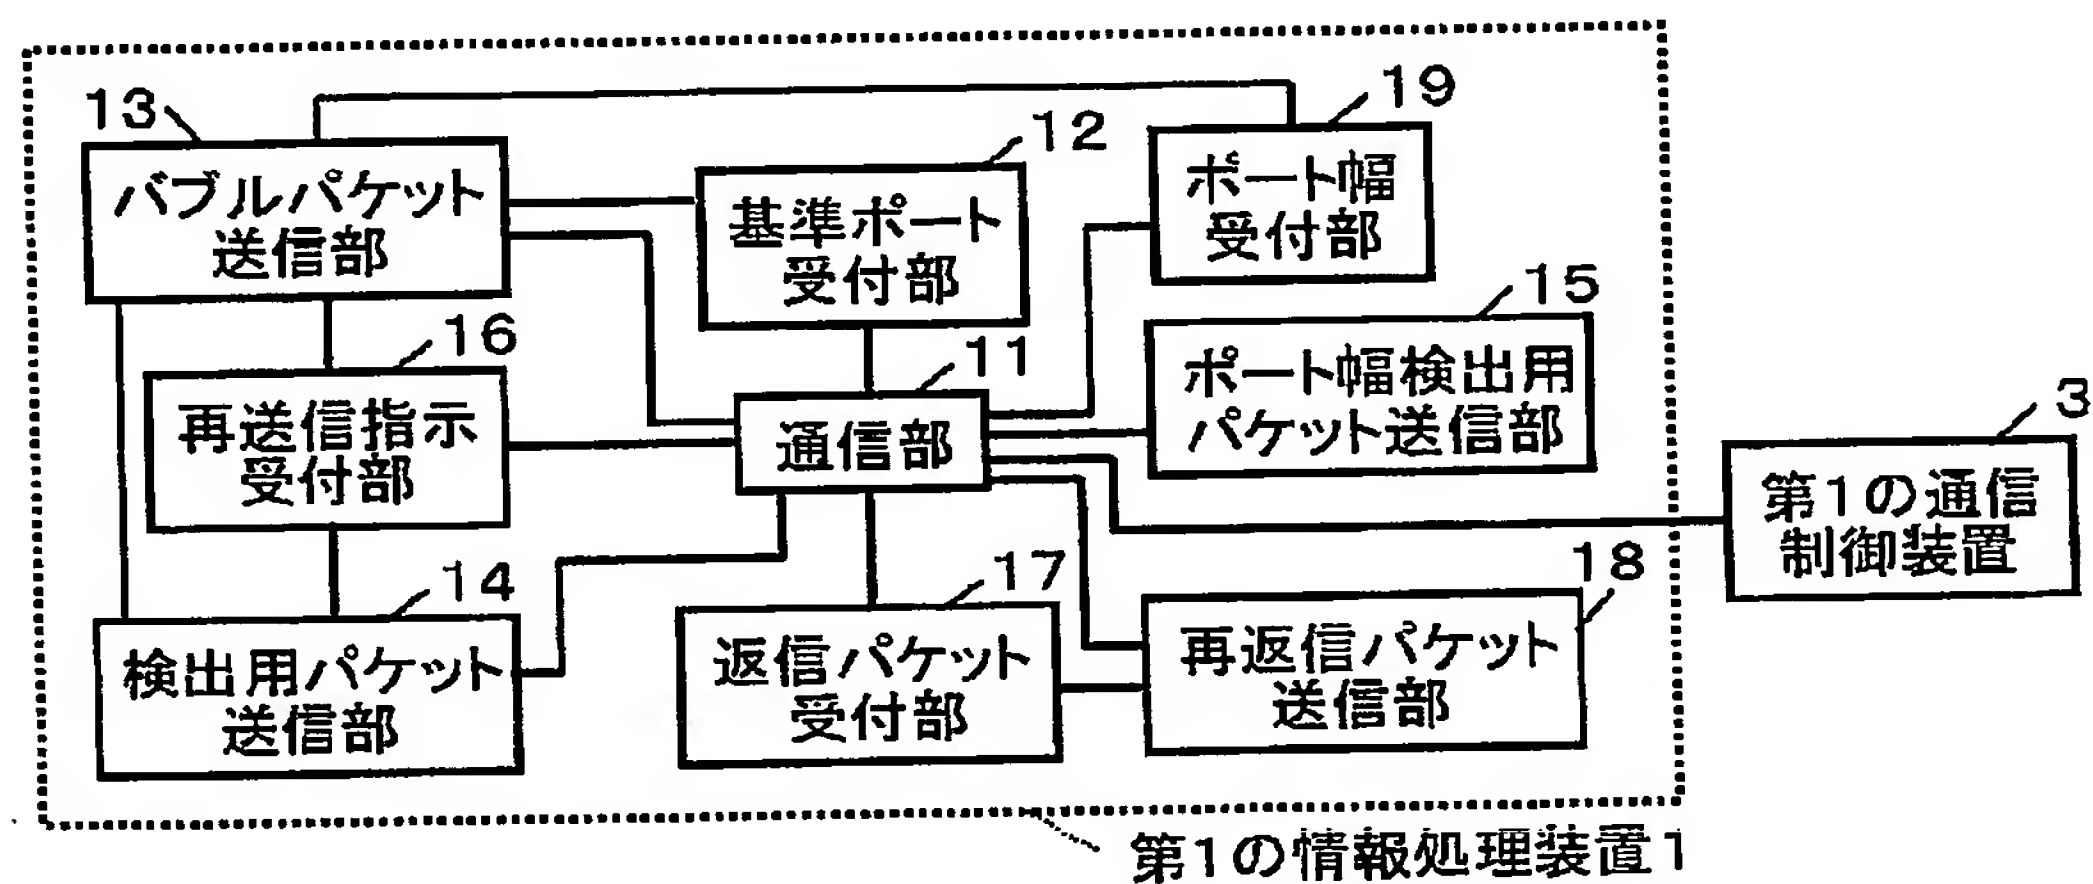 13
バブルパケット
送信部
12
基準ポート
受付部
19
ポート幅
受付部
16
再送信指示
受付部
11
通信部
15
ポート幅検出用
パケット送信部
3
第1の通信
制御装置
14
検出用パケット
送信部
17
返信パケット
受付部
18
再返信パケット
送信部
第1の情報処理装置1